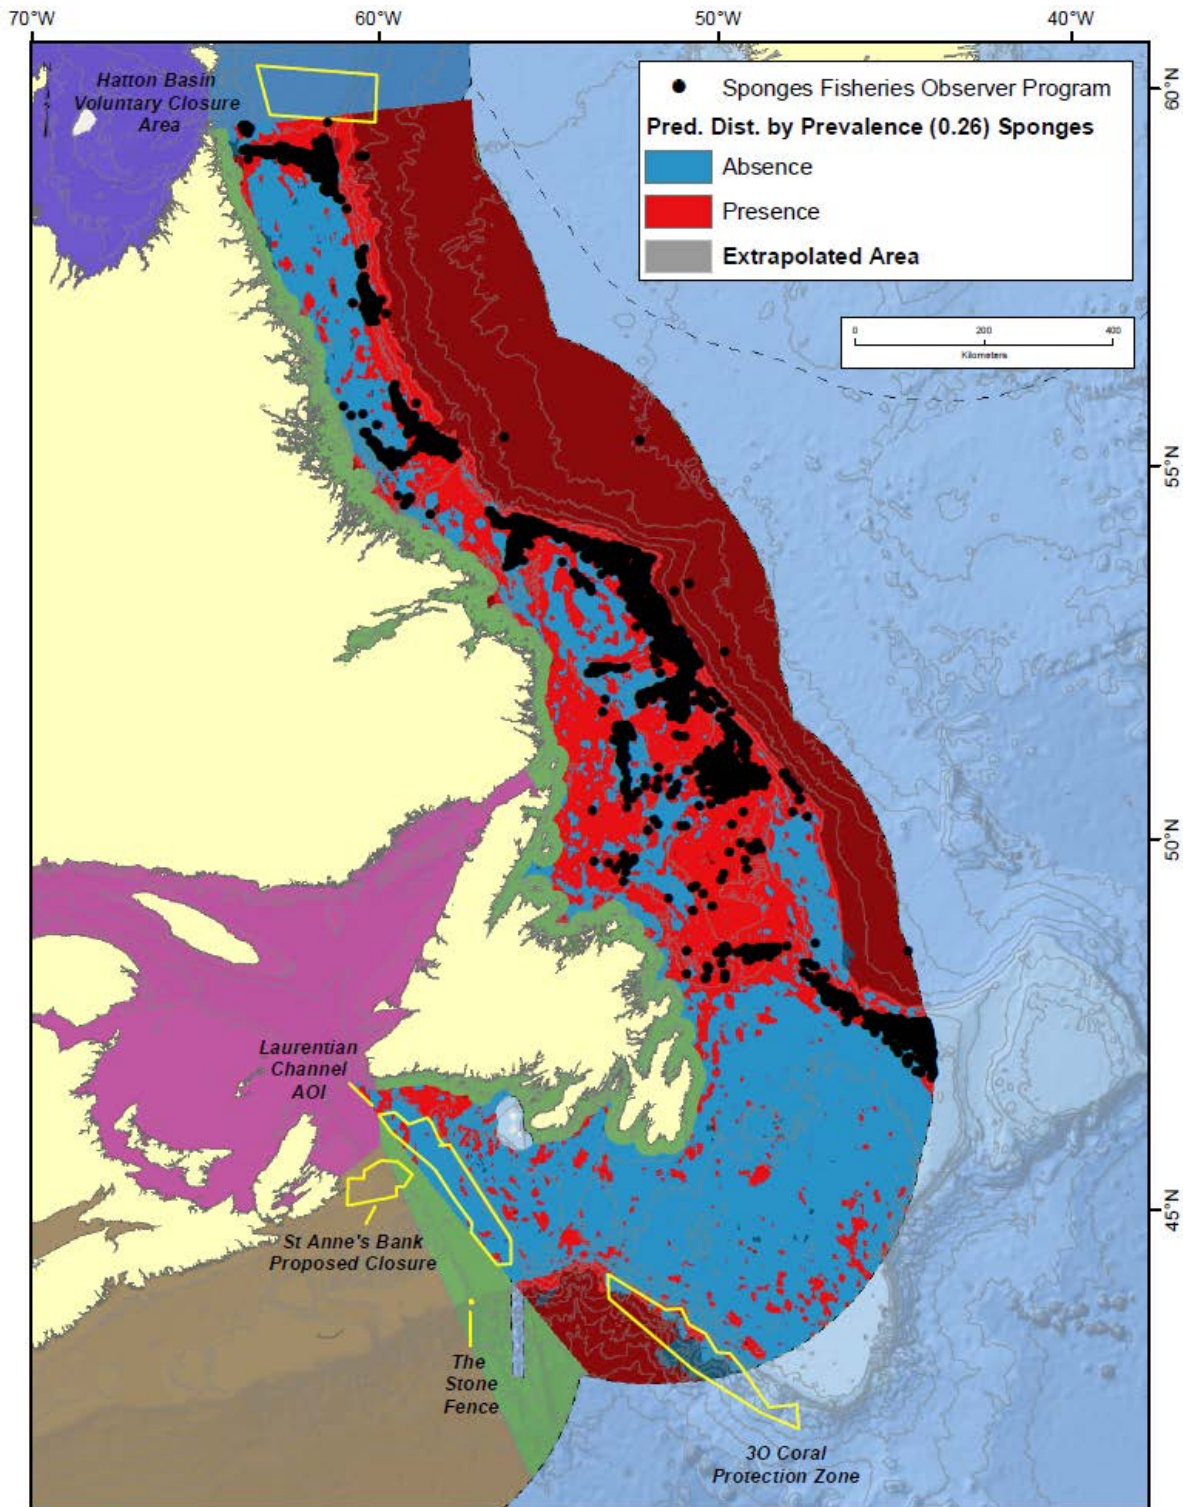 70°W 60°W 50°W 40°W
N
Hatton Basin
Voluntary Closure
Area
Sponges Fisheries Observer Program
Pred. Dist. by Prevalence (0.26) Sponges
Absence
Presence
Extrapolated Area
0 200 400
Kilometers
60°N
55°N
50°N
45°N
Laurentian
Channel
AOI
St Anne's Bank
Proposed Closure
The
Stone
Fence
3O Coral
Protection Zone